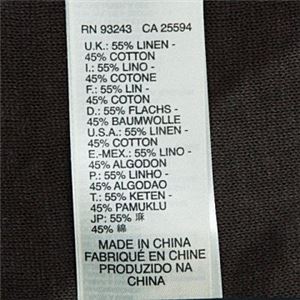 RN 93243 CA 25594
U.K.: 55% LINEN -
45% COTTON
I.: 55% LINO -
45% COTONE
F.: 55% LIN -
45% COTON
D.: 55% FLACHS -
45% BAUMWOLLE
U.S.A.: 55% LINEN -
45% COTTON
E.-MEX.: 55% LINO -
45% ALGODON
P.: 55% LINHO -
45% ALGODAO
T.: 55% KETEN -
45% PAMUKLU
JP: 55% 麻
45% 綿
MADE IN CHINA
FABRIQUÉ EN CHINE
PRODUZIDO NA
CHINA